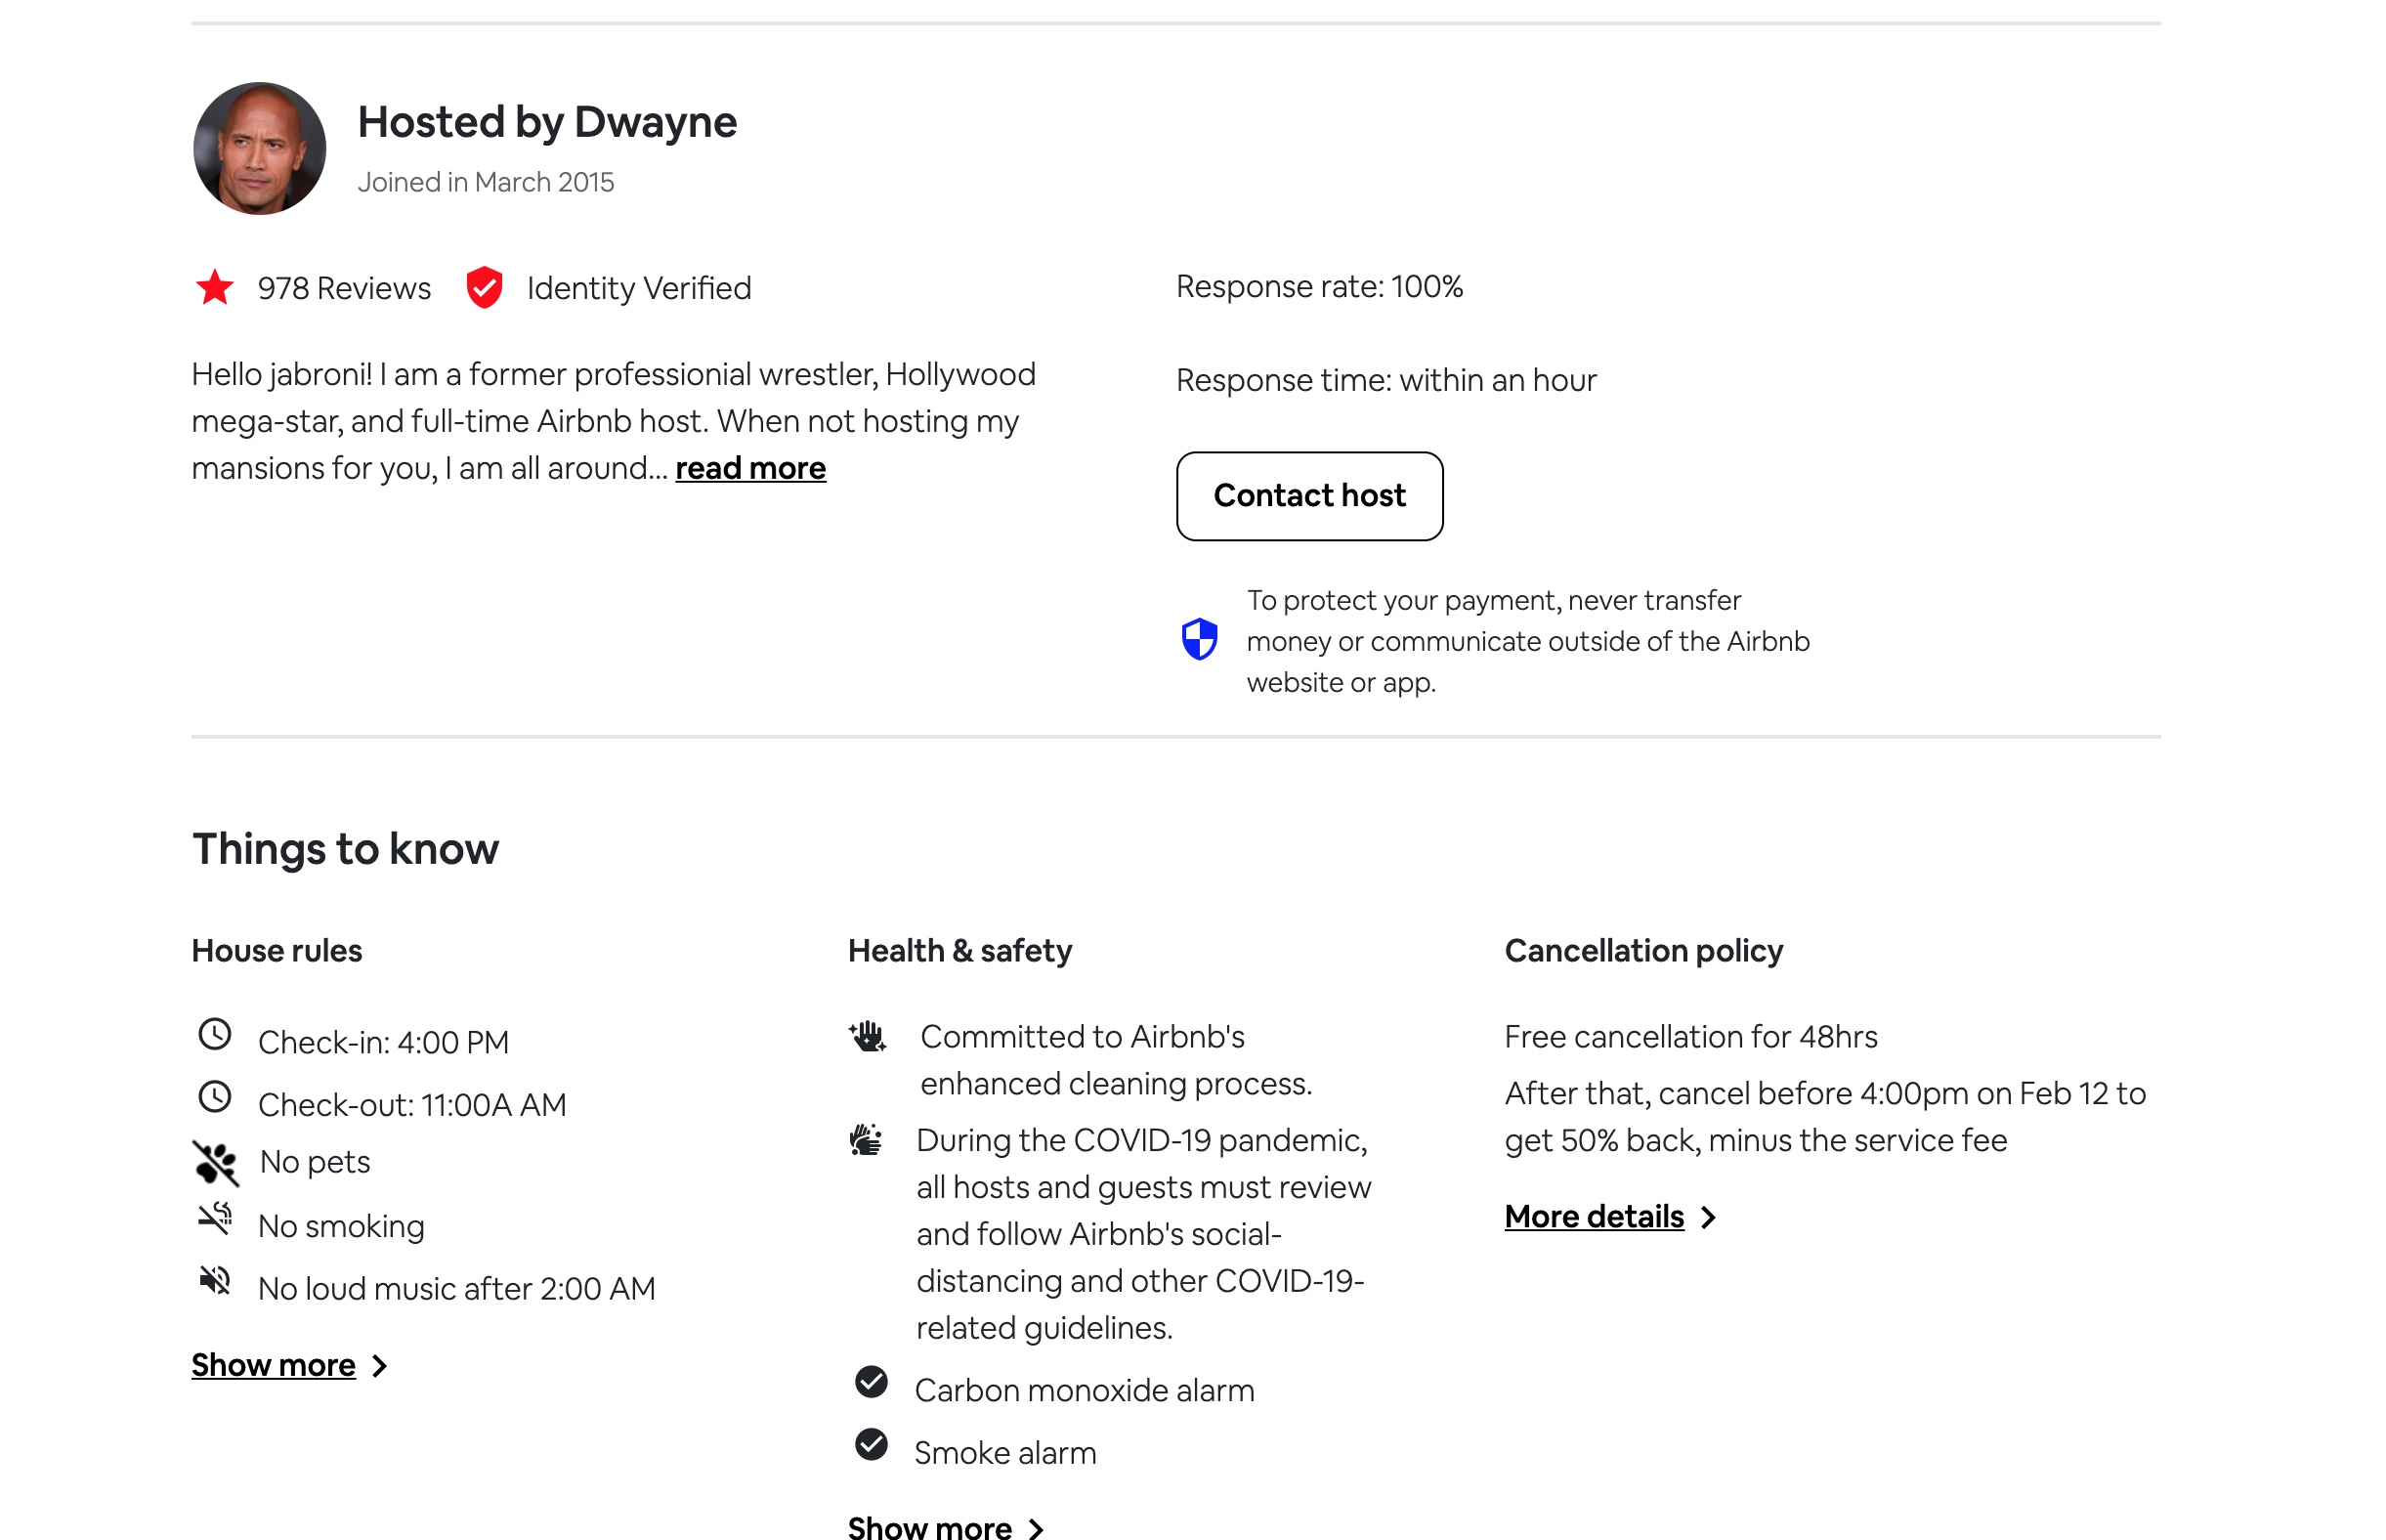 Hosted by Dwayne
Joined in March 2015
978 Reviews Identity Verified
Hello jabroni! I am a former professionial wrestler, Hollywood
mega-star, and full-time Airbnb host. When not hosting my
mansions for you, I am all around... read more
Response rate: 100%
Response time: within an hour
Contact host
To protect your payment, never transfer
money or communicate outside of the Airbnb
website or app.
Things to know
House rules
Check-in: 4:00 PM
Check-out: 11:00A AM
No pets
No smoking
No loud music after 2:00 AM
Show more
Health & safety
Committed to Airbnb's
enhanced cleaning process.
During the COVID-19 pandemic,
all hosts and guests must review
and follow Airbnb's social-
distancing and other COVID-19-
related guidelines.
Carbon monoxide alarm
Smoke alarm
Show more
Cancellation policy
Free cancellation for 48hrs
After that, cancel before 4:00pm on Feb 12 to
get 50% back, minus the service fee
More details